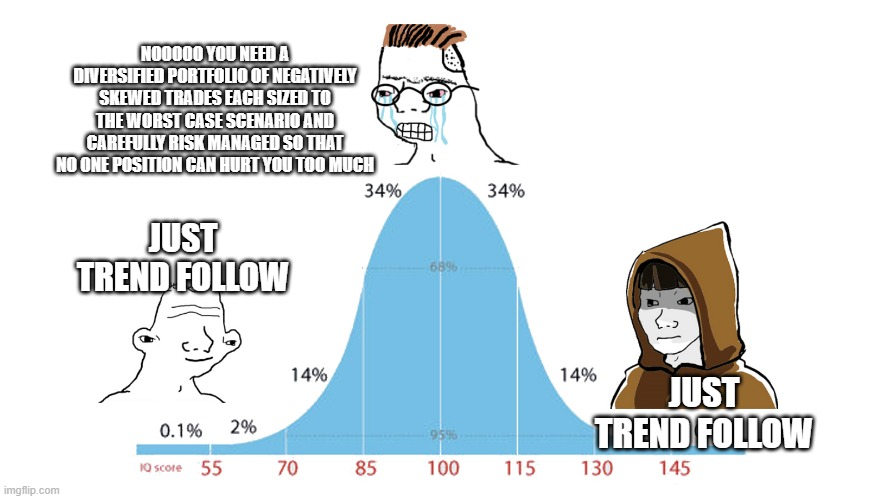 NOOOOO YOU NEED A
DIVERSIFIED PORTFOLIO OF NEGATIVELY
SKEWED TRADES EACH SIZED TO
THE WORST CASE SCENARIO AND
CAREFULLY RISK MANAGED SO THAT
NO ONE POSITION CAN HURT YOU TOO MUCH
34% 34%
JUST
TREND FOLLOW
68%
14% 14%
JUST
TREND FOLLOW
0.1% 2% 95%
IQ score 55 70 85 100 115 130 145
imgflip.com